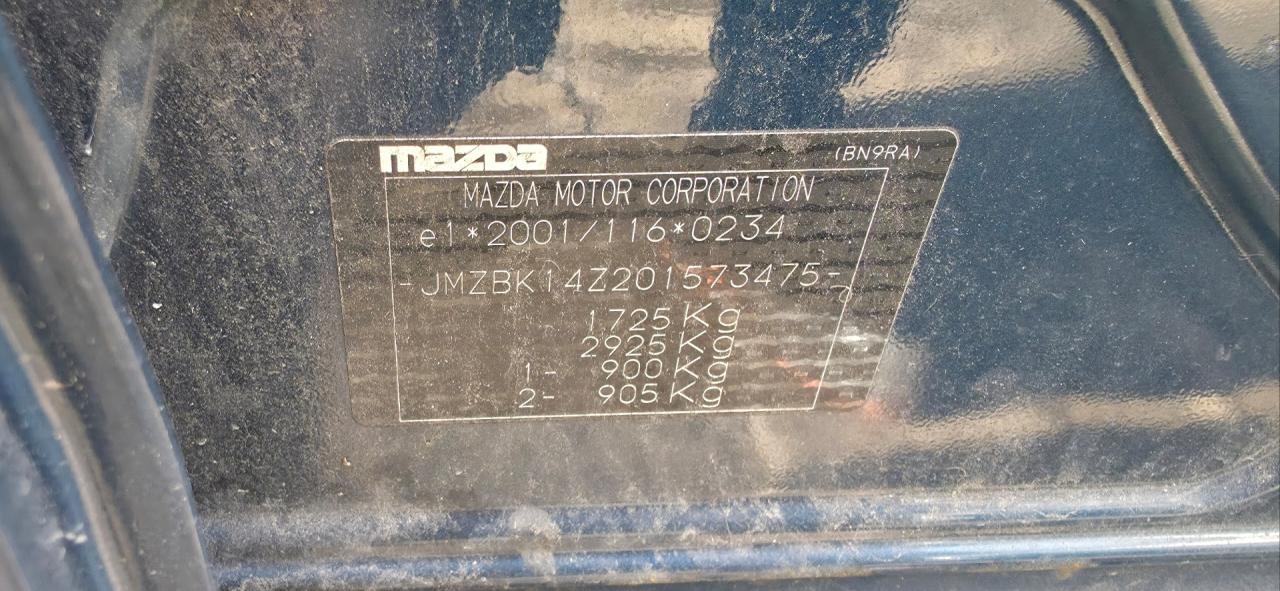 mazda (BN9RA)
MAZDA MOTOR CORPORATION
e1*2001/116*0234
-JMZBK14Z201573475-
1725 Kg
2925 Kg
1- 900 Kg
2- 905 Kg